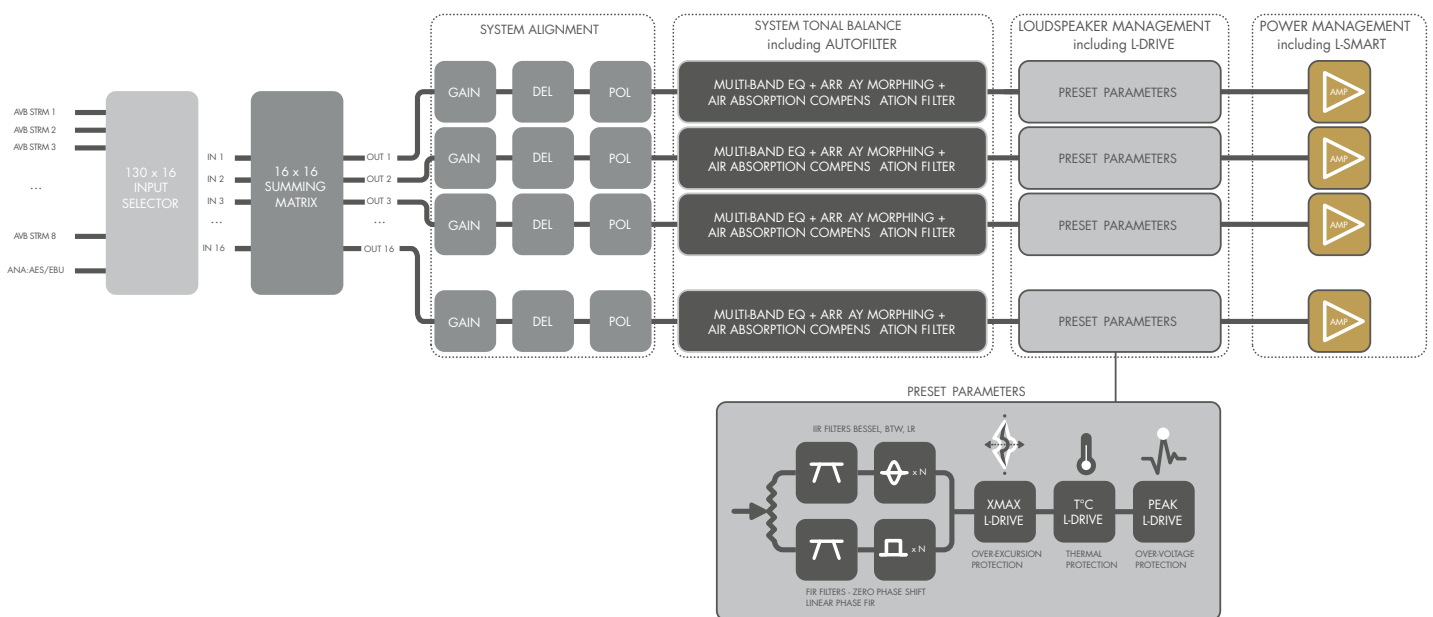 SYSTEM ALIGNMENT
SYSTEM TONAL BALANCE
including AUTOFILTER
LOUDSPEAKER MANAGEMENT
including L-DRIVE
POWER MANAGEMENT
including L-SMART
AVB STRM 1
AVB STRM 2
AVB STRM 3
...
AVB STRM 8
ANA:AES/EBU
130 x 16
INPUT
SELECTOR
IN 1
IN 2
IN 3
...
IN 16
16 x 16
SUMMING
MATRIX
OUT 1
OUT 2
OUT 3
...
OUT 16
GAIN
DEL
POL
MULTI-BAND EQ + ARR AY MORPHING +
AIR ABSORPTION COMPENS ATION FILTER
PRESET PARAMETERS
AMP
GAIN
DEL
POL
MULTI-BAND EQ + ARR AY MORPHING +
AIR ABSORPTION COMPENS ATION FILTER
PRESET PARAMETERS
AMP
GAIN
DEL
POL
MULTI-BAND EQ + ARR AY MORPHING +
AIR ABSORPTION COMPENS ATION FILTER
PRESET PARAMETERS
AMP
GAIN
DEL
POL
MULTI-BAND EQ + ARR AY MORPHING +
AIR ABSORPTION COMPENS ATION FILTER
PRESET PARAMETERS
AMP
PRESET PARAMETERS
IIR FILTERS BESSEL, BTW, LR
x N
x N
FIR FILTERS - ZERO PHASE SHIFT
LINEAR PHASE FIR
XMAX
L-DRIVE
OVER-EXCURSION
PROTECTION
T°C
L-DRIVE
THERMAL
PROTECTION
PEAK
L-DRIVE
OVER-VOLTAGE
PROTECTION